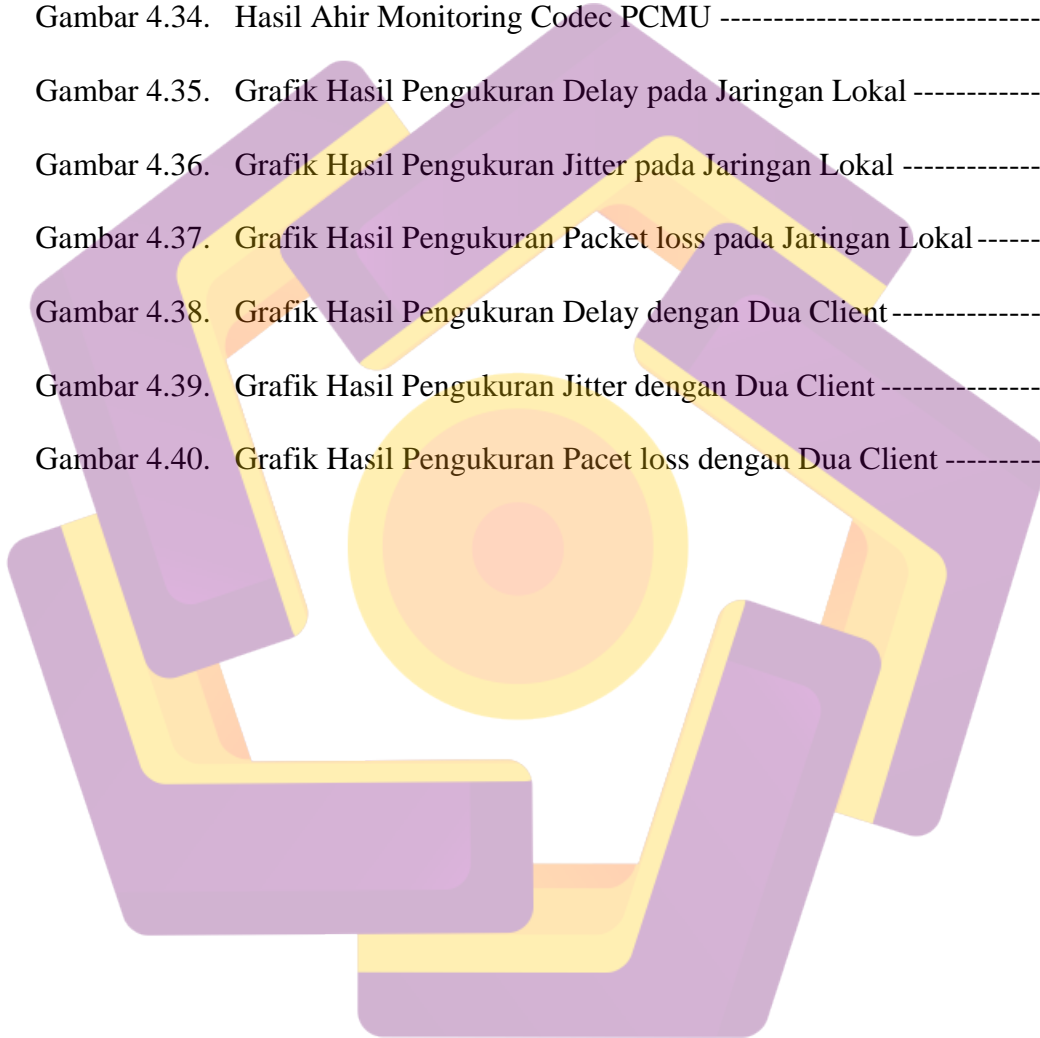 Gambar 4.34. Hasil Ahir Monitoring Codec PCMU ------------------------------
Gambar 4.35. Grafik Hasil Pengukuran Delay pada Jaringan Lokal ------------
Gambar 4.36. Grafik Hasil Pengukuran Jitter pada Jaringan Lokal -------------
Gambar 4.37. Grafik Hasil Pengukuran Packet loss pada Jaringan Lokal ------
Gambar 4.38. Grafik Hasil Pengukuran Delay dengan Dua Client --------------
Gambar 4.39. Grafik Hasil Pengukuran Jitter dengan Dua Client ---------------
Gambar 4.40. Grafik Hasil Pengukuran Pacet loss dengan Dua Client ---------